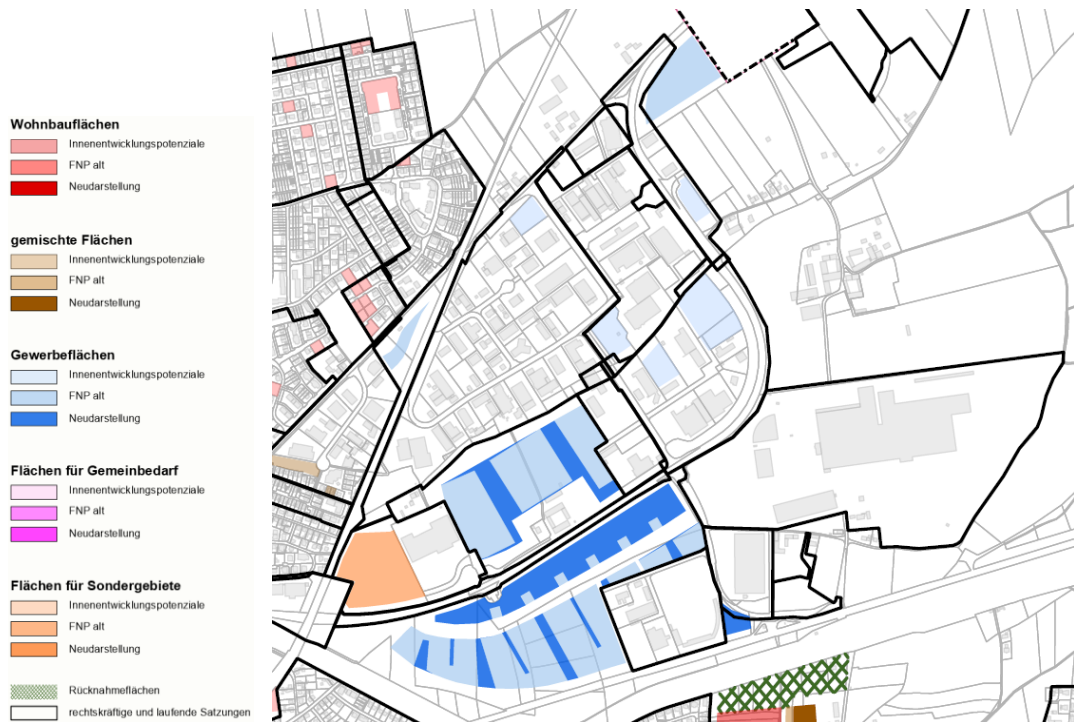 Wohnbauflächen
Innenentwicklungspotenziale
FNP alt
Neudarstellung
gemischte Flächen
Innenentwicklungspotenziale
FNP alt
Neudarstellung
Gewerbeflächen
Innenentwicklungspotenziale
FNP alt
Neudarstellung
Flächen für Gemeinbedarf
Innenentwicklungspotenziale
FNP alt
Neudarstellung
Flächen für Sondergebiete
Innenentwicklungspotenziale
FNP alt
Neudarstellung
Rücknahmeflächen
rechtskräftige und laufende Satzungen